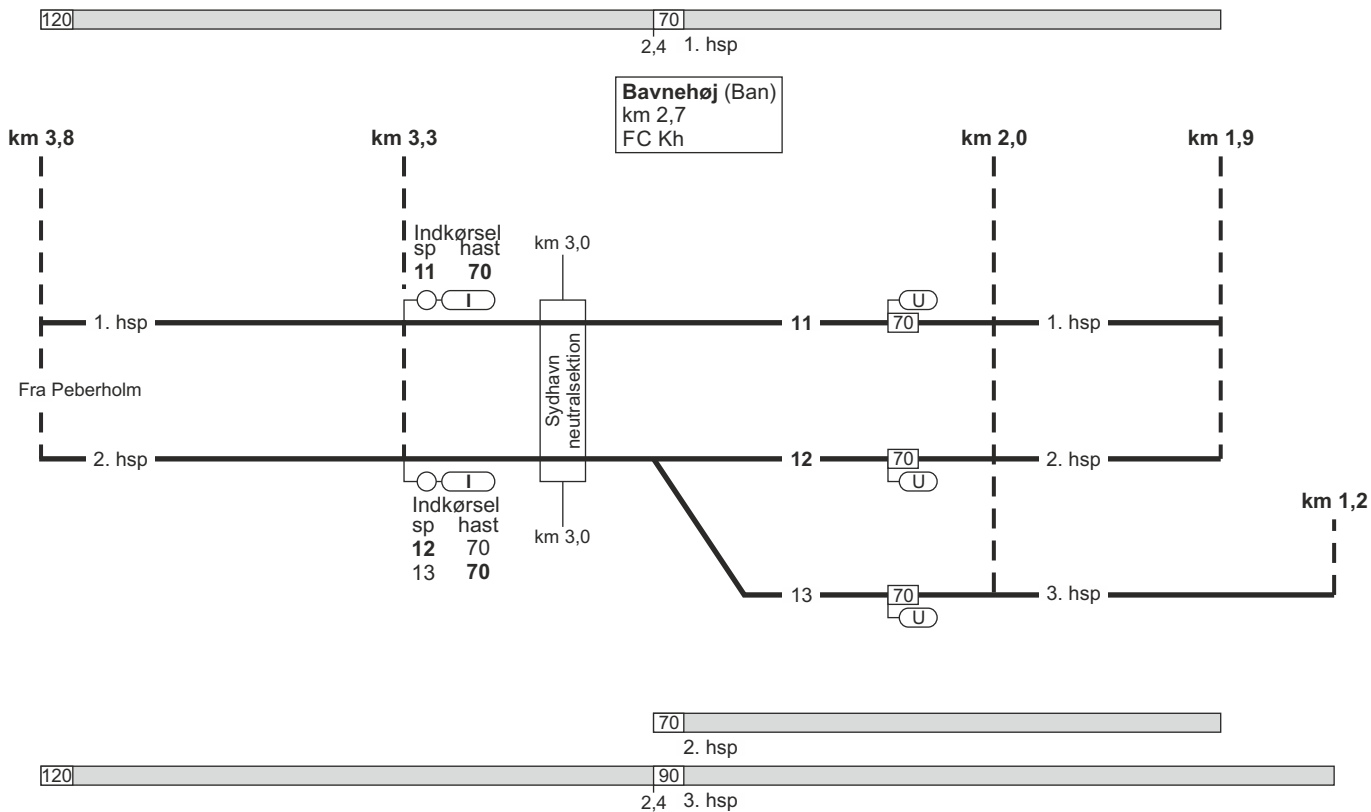 120
70
2,4
1. hsp
Bavnehøj (Ban)
km 2,7
FC Kh
km 3,8
km 3,3
km 2,0
km 1,9
Indkørsel
sp hast
11 70
I
km 3,0
U
1. hsp
11
70
1. hsp
Fra Peberholm
Sydhavn
neutralsektion
2. hsp
12
70
2. hsp
I
U
Indkørsel
sp hast
12 70
13 70
km 3,0
km 1,2
13
70
3. hsp
U
70
2. hsp
120
90
2,4
3. hsp